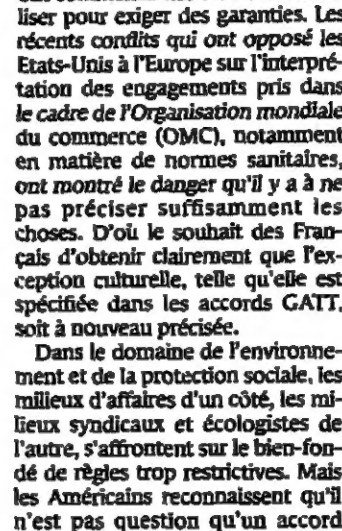 liser pour exiger des garanties. Les
récents conflits qui ont opposé les
Etats-Unis à l'Europe sur l'interpré-
tation des engagements pris dans
le cadre de l'Organisation mondiale
du commerce (OMC), notamment
en matière de normes sanitaires,
ont montré le danger qu'il y a à ne
pas préciser suffisamment les
choses. D'où le souhait des Fran-
çais d'obtenir clairement que l'ex-
ception culturelle, telle qu'elle est
spécifiée dans les accords GATT,
soit à nouveau précisée.
Dans le domaine de l'environne-
ment et de la protection sociale, les
milieux d'affaires d'un côté, les mi-
lieux syndicaux et écologistes de
l'autre, s'affrontent sur le bien-fon-
dé de règles trop restrictives. Mais
les Américains reconnaissent qu'il
n'est pas question qu'un accord